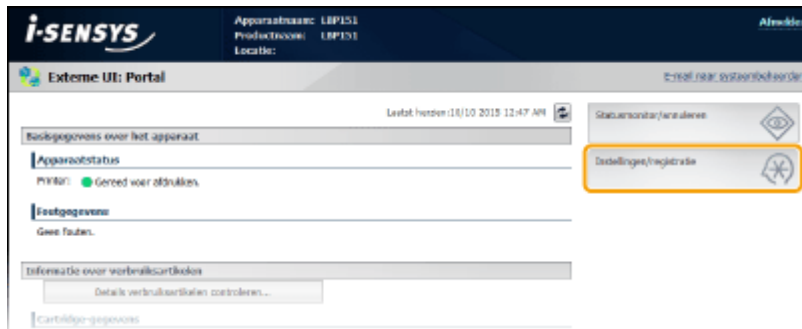 i-SENSYS
Apparaatnaam: LBP151
Productnaam: LBP151
Locatie:
Afmelde
Externe UI: Portal
E-mail naar systeembeheerder
Laatst herzien: 16/10 2015 12:47 AM
Basisgegevens over het apparaat
Apparaatstatus
Printer: Gereed voor afdrukken.
Foutgegevens
Geen fouten.
Informatie over verbruiksartikelen
Details verbruiksartikelen controleren...
Cartridge-gegevens
Statusmonitor/annuleren
Instellingen/registratie